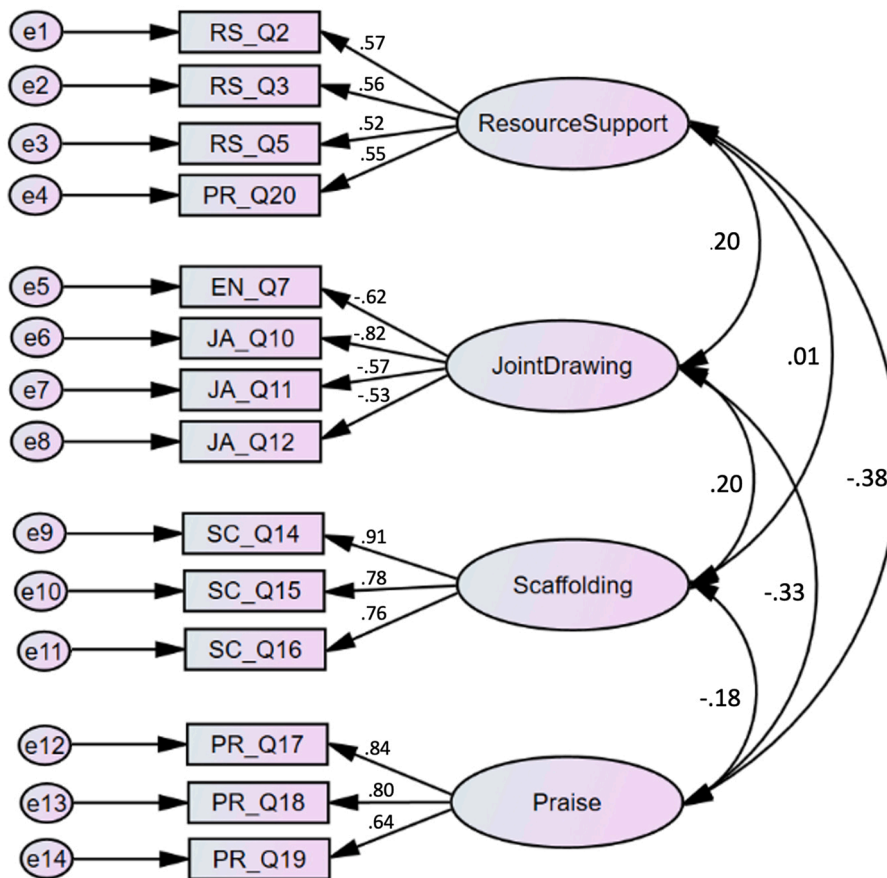 e1
RS_Q2
.57
e2
RS_Q3
.56
ResourceSupport
e3
RS_Q5
.52
e4
PR_Q20
.55
.20
e5
EN_Q7
-.62
e6
JA_Q10
-.82
.01
JointDrawing
e7
JA_Q11
-.57
e8
JA_Q12
-.53
.20
-.38
e9
SC_Q14
.91
e10
SC_Q15
.78
Scaffolding
-.33
e11
SC_Q16
.76
-.18
e12
PR_Q17
.84
e13
PR_Q18
.80
Praise
e14
PR_Q19
.64